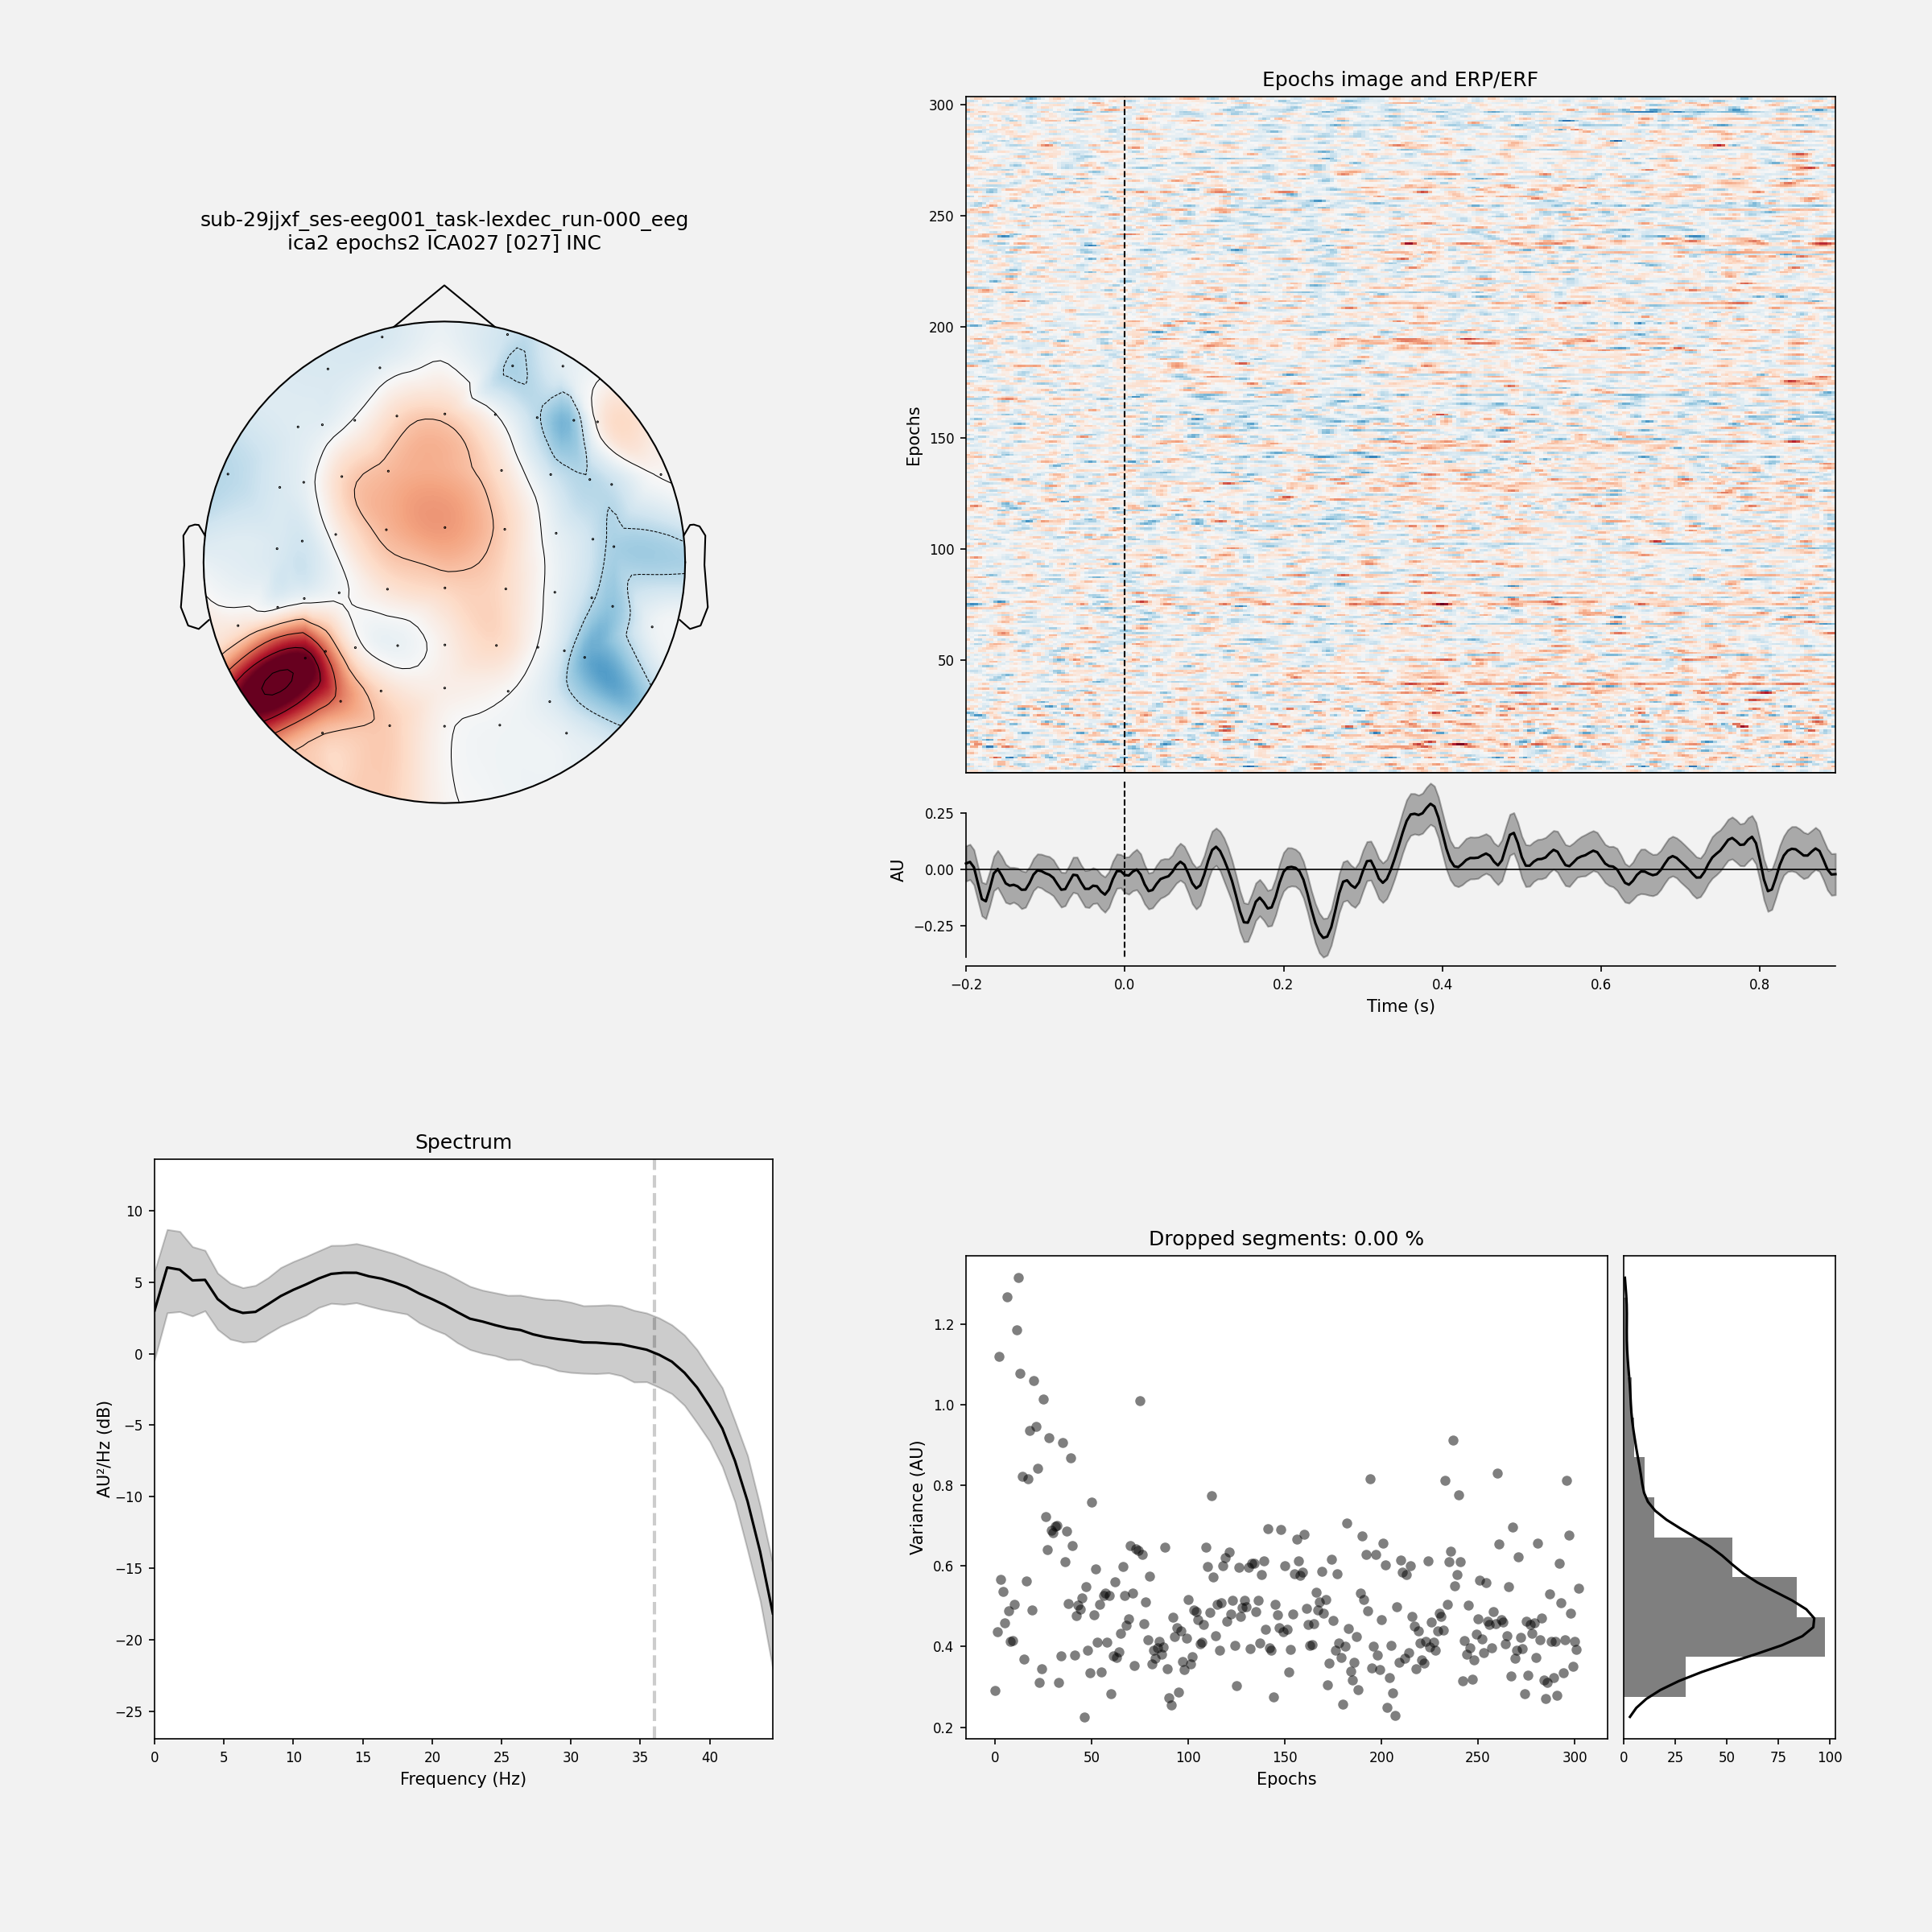 sub-29jjxf_ses-eeg001_task-lexdec_run-000_eeg
ica2 epochs2 ICA027 [027] INC
Epochs image and ERP/ERF
300
250
200
150
100
50
Epochs
0.25
0.00
−0.25
AU
−0.2 0.0 0.2 0.4 0.6 0.8
Time (s)
Spectrum
10
5
0
−5
−10
−15
−20
−25
AU²/Hz (dB)
0 5 10 15 20 25 30 35 40
Frequency (Hz)
Dropped segments: 0.00 %
1.2
1.0
0.8
0.6
0.4
0.2
Variance (AU)
0 50 100 150 200 250 300
Epochs
0 25 50 75 100